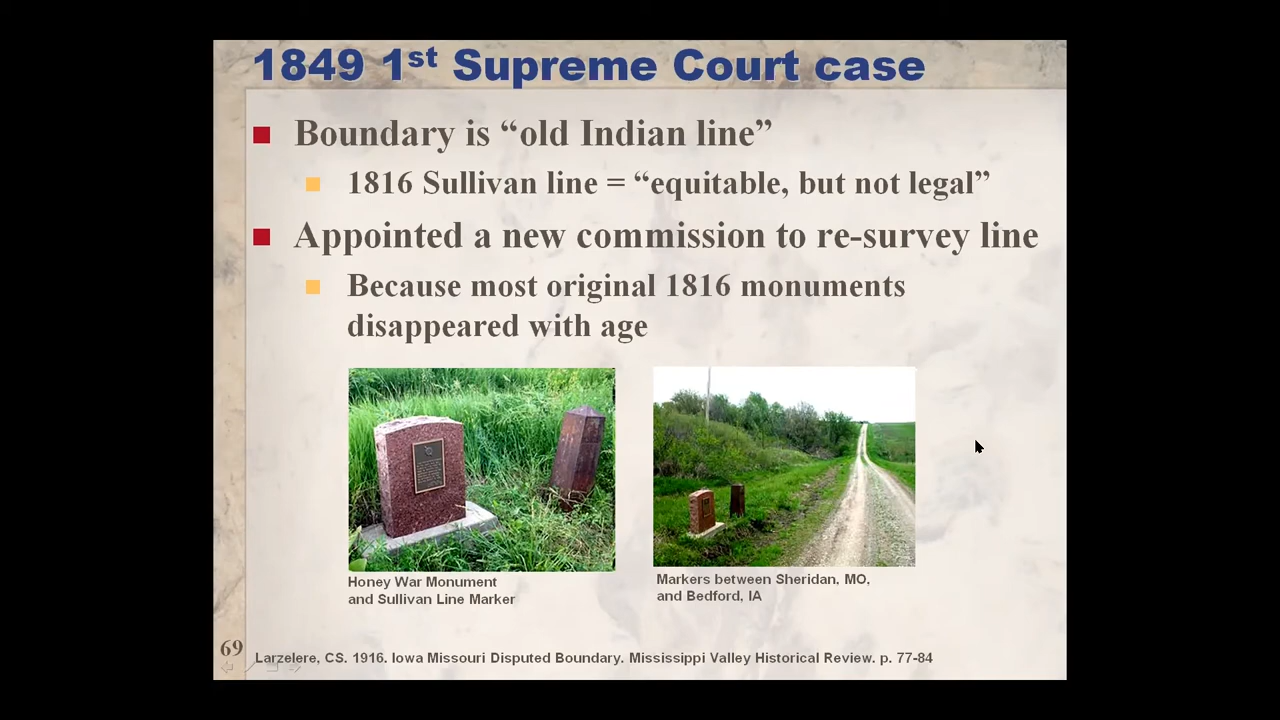 1849 1st Supreme Court case
Boundary is “old Indian line”
1816 Sullivan line = “equitable, but not legal”
Appointed a new commission to re-survey line
Because most original 1816 monuments
disappeared with age
Honey War Monument
and Sullivan Line Marker
Markers between Sheridan, MO,
and Bedford, IA
69
Larzelere, CS. 1916. Iowa Missouri Disputed Boundary. Mississippi Valley Historical Review. p. 77-84